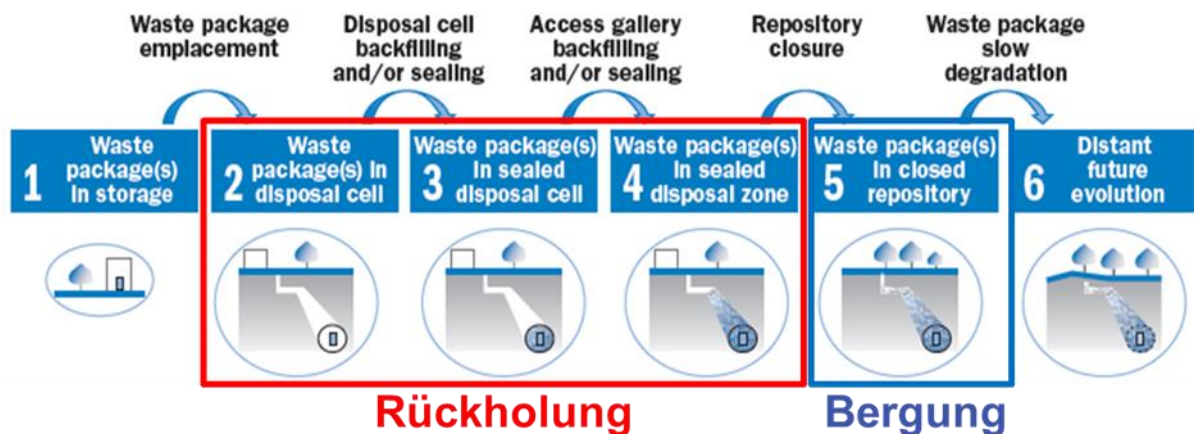 Waste package
emplacement
Disposal cell
backfilling
and/or sealing
Access gallery
backfilling
and/or sealing
Repository
closure
Waste package
slow
degradation
1
Waste
package(s)
in storage
2
Waste
package(s) in
disposal cell
3
Waste package(s)
in sealed
disposal cell
4
Waste package(s)
in sealed
disposal zone
5
Waste package(s)
in closed
repository
6
Distant
future
evolution
Rückholung
Bergung